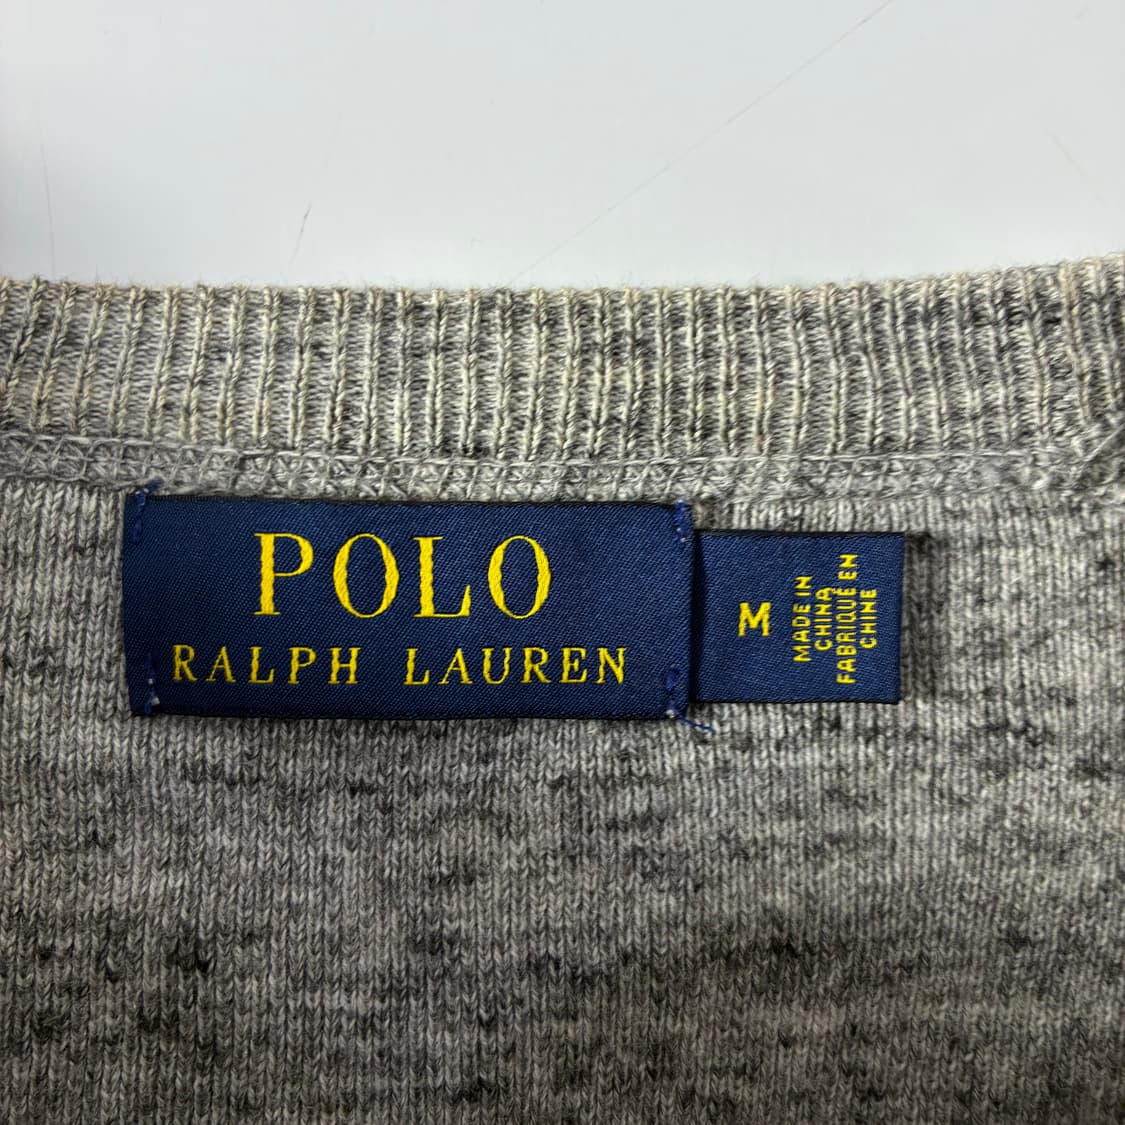 POLO
RALPH LAUREN
M
MADE IN
CHINA
FABRIQUÉ EN
CHINE